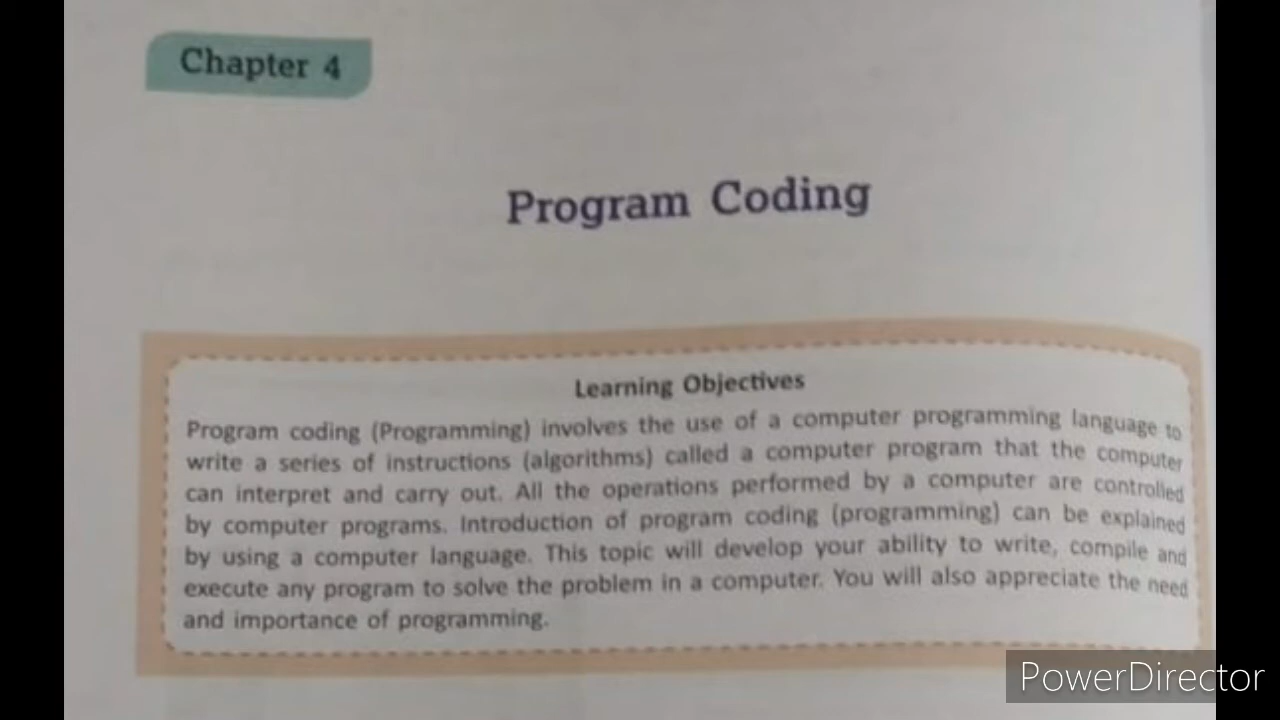 Chapter 4
Program Coding
Learning Objectives
Program coding (Programming) involves the use of a computer programming language to
write a series of instructions (algorithms) called a computer program that the computer
can interpret and carry out. All the operations performed by a computer are controlled
by computer programs. Introduction of program coding (programming) can be explained
by using a computer language. This topic will develop your ability to write, compile and
execute any program to solve the problem in a computer. You will also appreciate the need
and importance of programming.
PowerDirector